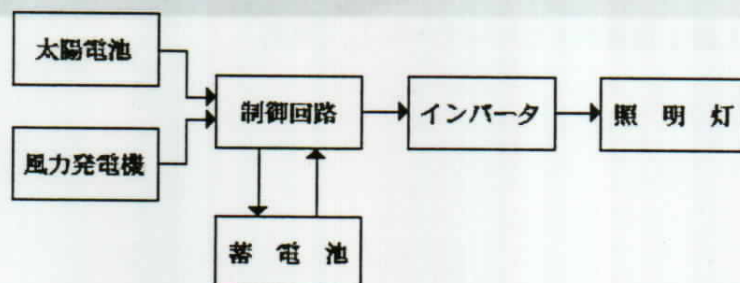 太陽電池
風力発電機
制御回路
インバータ
照 明 灯
蓄 電 池